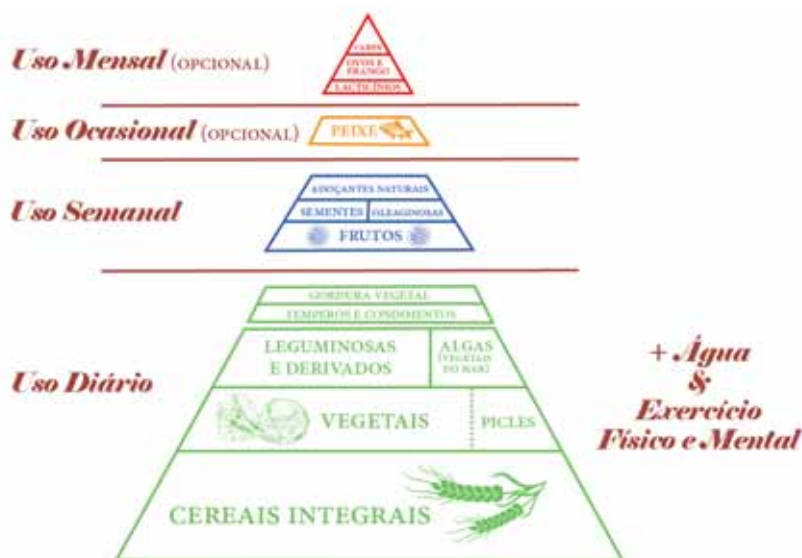 Uso Mensal (OPCIONAL)
CARNE
OVOS E
FRANGO
LACTICÍNIOS
Uso Ocasional (OPCIONAL)
PEIXE
Uso Semanal
ADOÇANTES NATURAIS
SEMENTES
OLEAGINOSAS
FRUTOS
Uso Diário
GORDURA VEGETAL
TEMPEROS E CONDIMENTOS
LEGUMINOSAS
E DERIVADOS
ALGAS
(VEGETAIS
DO MAR)
VEGETAIS
PICLES
CEREAIS INTEGRAIS
+ Água
&
Exercício
Físico e Mental